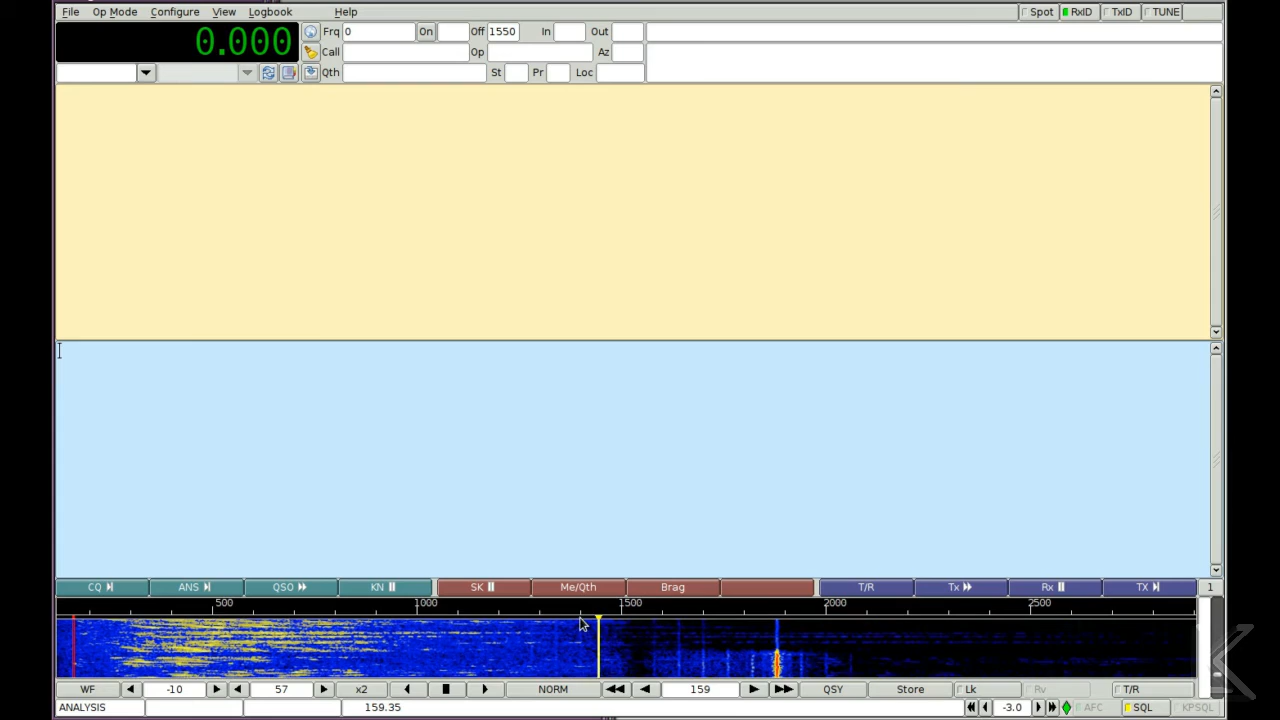 File Op Mode Configure View Logbook Help Spot RxID TxID TUNE
0.000
Frq 0 On Off 1550 In Out
Call Op Az
Qth St Pr Loc
CQ ANS QSO KN SK Me/Qth Brag T/R Tx Rx TX 1
500 1000 1500 2000 2500
WF -10 57 x2 NORM 159 QSY Store Lk Rv T/R
ANALYSIS 159.35 -3.0 AFC SQL KPSQL